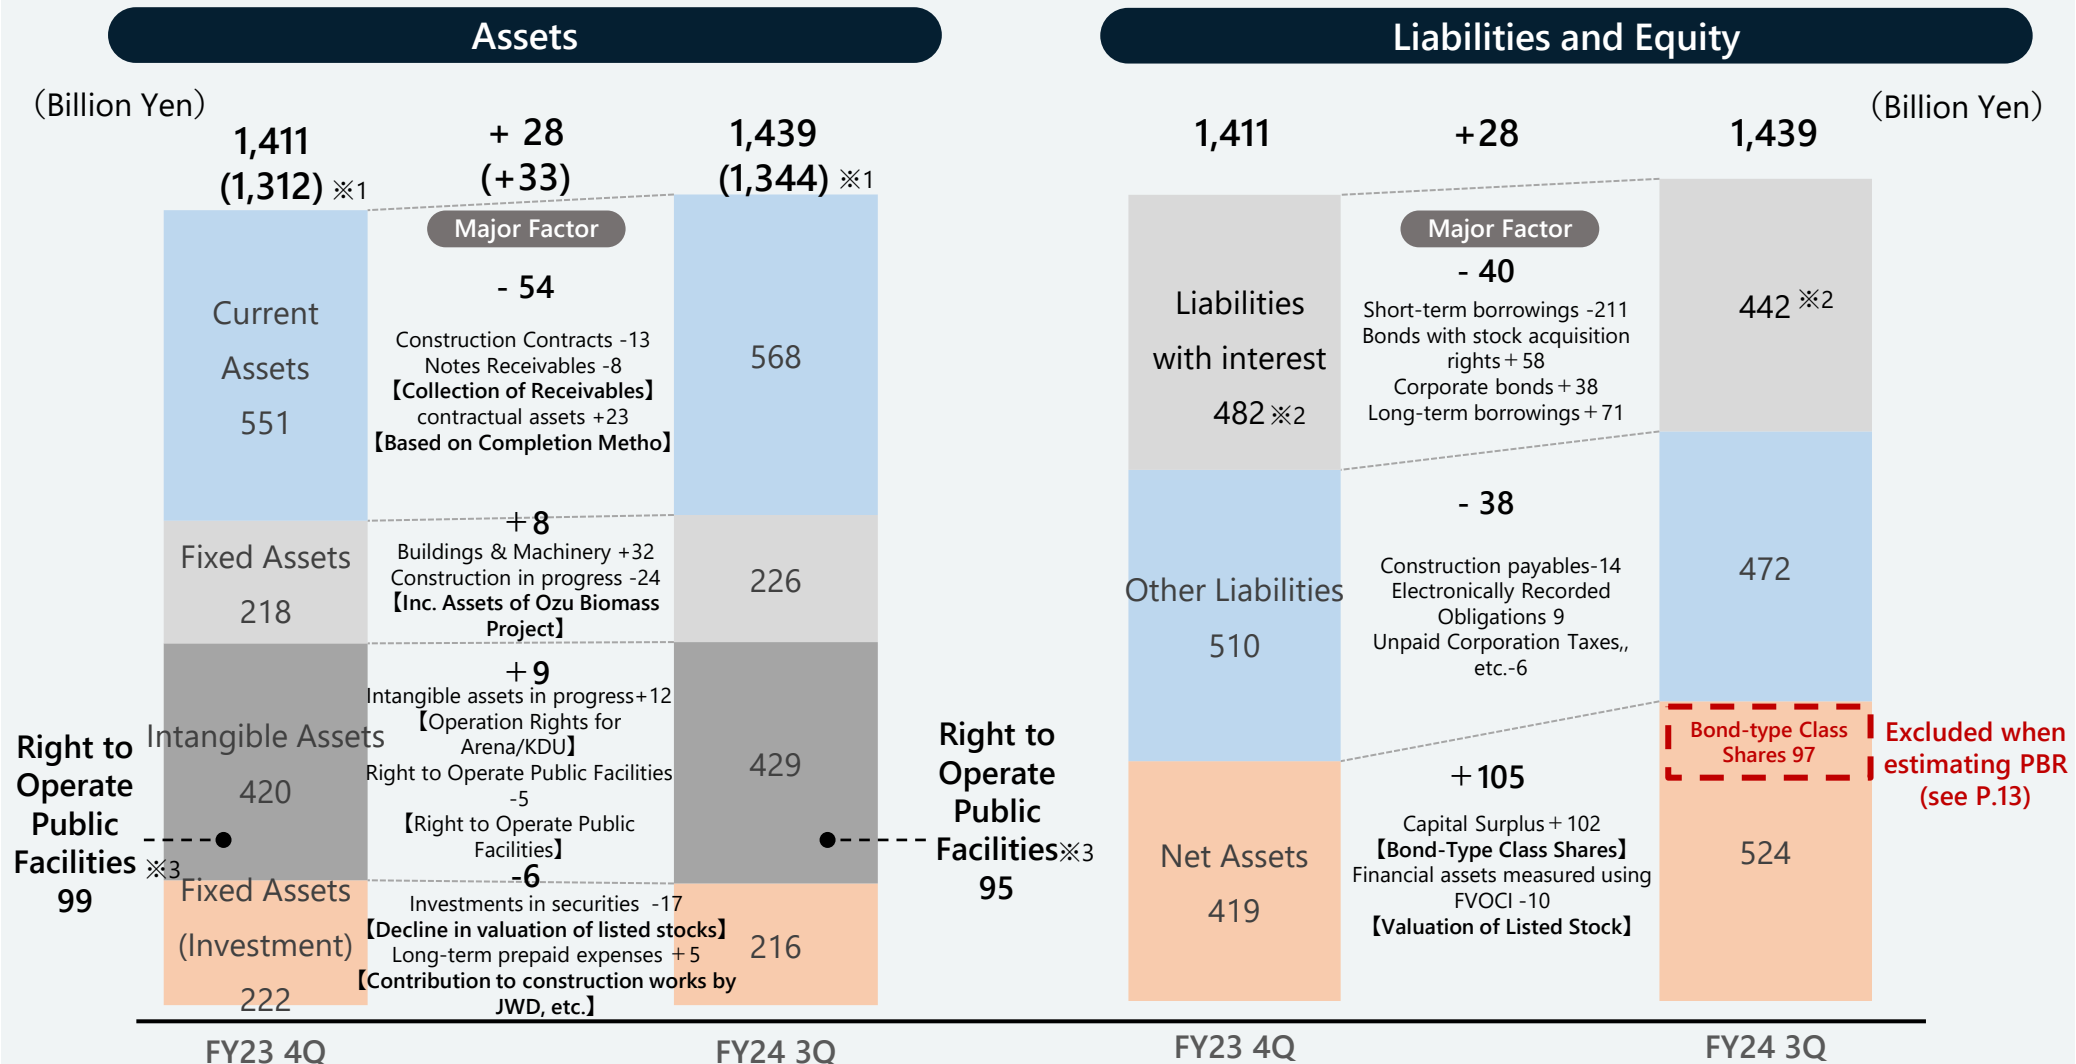 Assets
（Billion Yen）
1,411
(1,312) ※1
+ 28
(+33)
1,439
(1,344) ※1
Major Factor
Current
Assets
551
- 54
Construction Contracts -13
Notes Receivables -8
【Collection of Receivables】
contractual assets +23
【Based on Completion Metho】
568
Fixed Assets
218
＋8
Buildings & Machinery +32
Construction in progress -24
【Inc. Assets of Ozu Biomass
Project】
226
Intangible Assets
420
＋9
Intangible assets in progress+12
【Operation Rights for
Arena/KDU】
Right to Operate Public Facilities
-5
【Right to Operate Public
Facilities】
429
Right to
Operate
Public
Facilities ※3
99
Right to
Operate
Public
Facilities※3
95
Fixed Assets
(Investment)
222
-6
Investments in securities -17
【Decline in valuation of listed stocks】
Long-term prepaid expenses ＋5
【Contribution to construction works by
JWD, etc.】
216
FY23 4Q
FY24 3Q
Liabilities and Equity
（Billion Yen）
1,411
+28
1,439
Major Factor
Liabilities
with interest
482※2
- 40
Short-term borrowings -211
Bonds with stock acquisition
rights＋58
Corporate bonds＋38
Long-term borrowings＋71
442 ※2
Other Liabilities
510
- 38
Construction payables-14
Electronically Recorded
Obligations 9
Unpaid Corporation Taxes,,
etc.-6
472
Bond-type Class
Shares 97
Excluded when
estimating PBR
(see P.13)
Net Assets
419
＋105
Capital Surplus＋102
【Bond-Type Class Shares】
Financial assets measured using
FVOCI -10
【Valuation of Listed Stock】
524
FY23 4Q
FY24 3Q